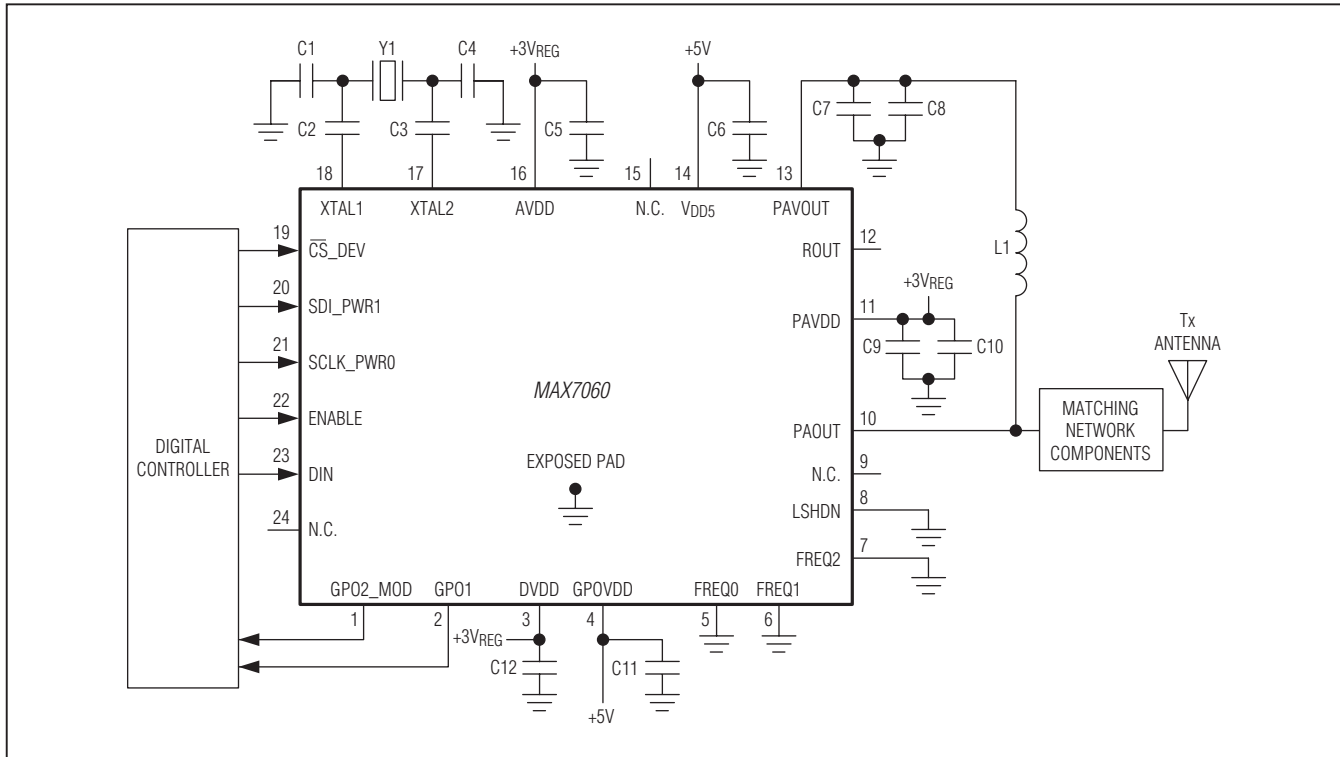 C1
Y1
C4
+3VREG
+5V
C2
C3
C5
C6
C7
C8
18
17
16
15
14
13
XTAL1
XTAL2
AVDD
N.C.
VDD5
PAVOUT
19
CS_DEV
12
ROUT
L1
20
SDI_PWR1
+3VREG
11
PAVDD
C9
C10
Tx
ANTENNA
21
SCLK_PWR0
MAX7060
22
ENABLE
10
PAOUT
MATCHING
NETWORK
COMPONENTS
DIGITAL
CONTROLLER
23
DIN
EXPOSED PAD
9
N.C.
24
N.C.
8
LSHDN
7
FREQ2
GPO2_MOD
GPO1
DVDD
GPOVDD
FREQ0
FREQ1
1
2
3
4
5
6
+3VREG
C12
C11
+5V